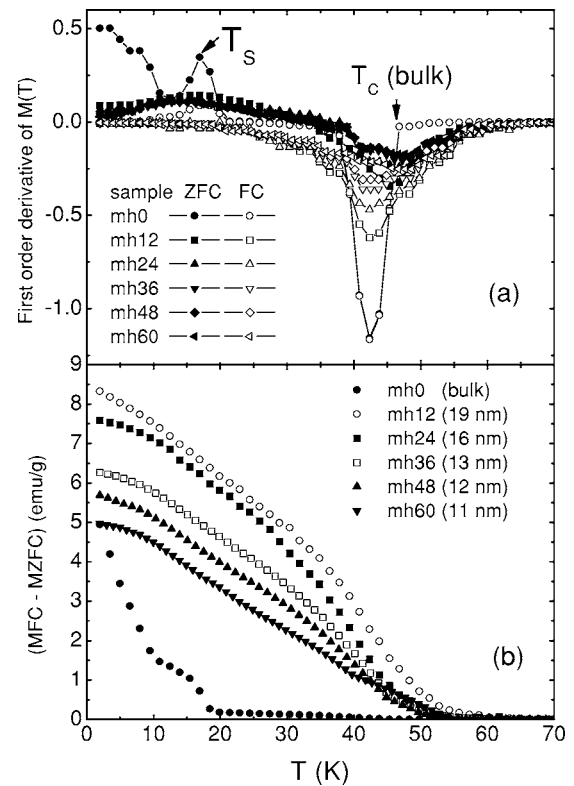 0.5
0.0
-0.5
-1.0
First order derivative of M(T)
T_S
T_C (bulk)
sample ZFC FC
mh0
mh12
mh24
mh36
mh48
mh60
(a)
9
8
7
6
5
4
3
2
1
0
(MFC - MZFC) (emu/g)
mh0 (bulk)
mh12 (19 nm)
mh24 (16 nm)
mh36 (13 nm)
mh48 (12 nm)
mh60 (11 nm)
(b)
0 10 20 30 40 50 60 70
T (K)